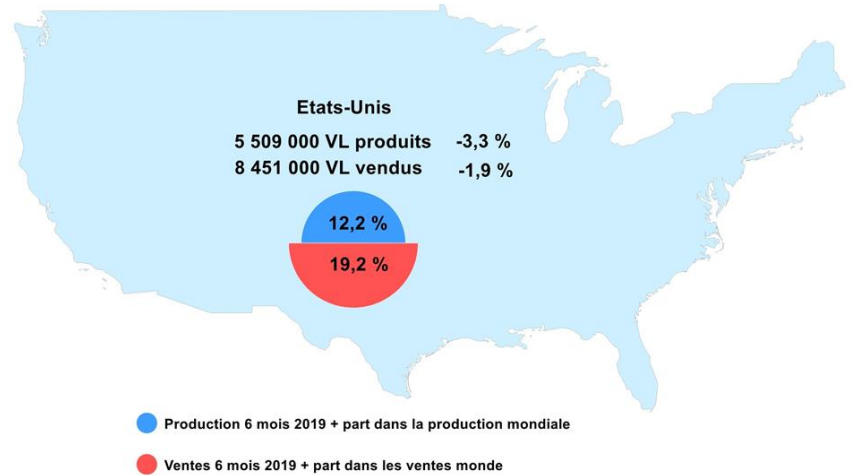 Etats-Unis
5 509 000 VL produits -3,3 %
8 451 000 VL vendus -1,9 %
12,2 %
19,2 %
Production 6 mois 2019 + part dans la production mondiale
Ventes 6 mois 2019 + part dans les ventes monde